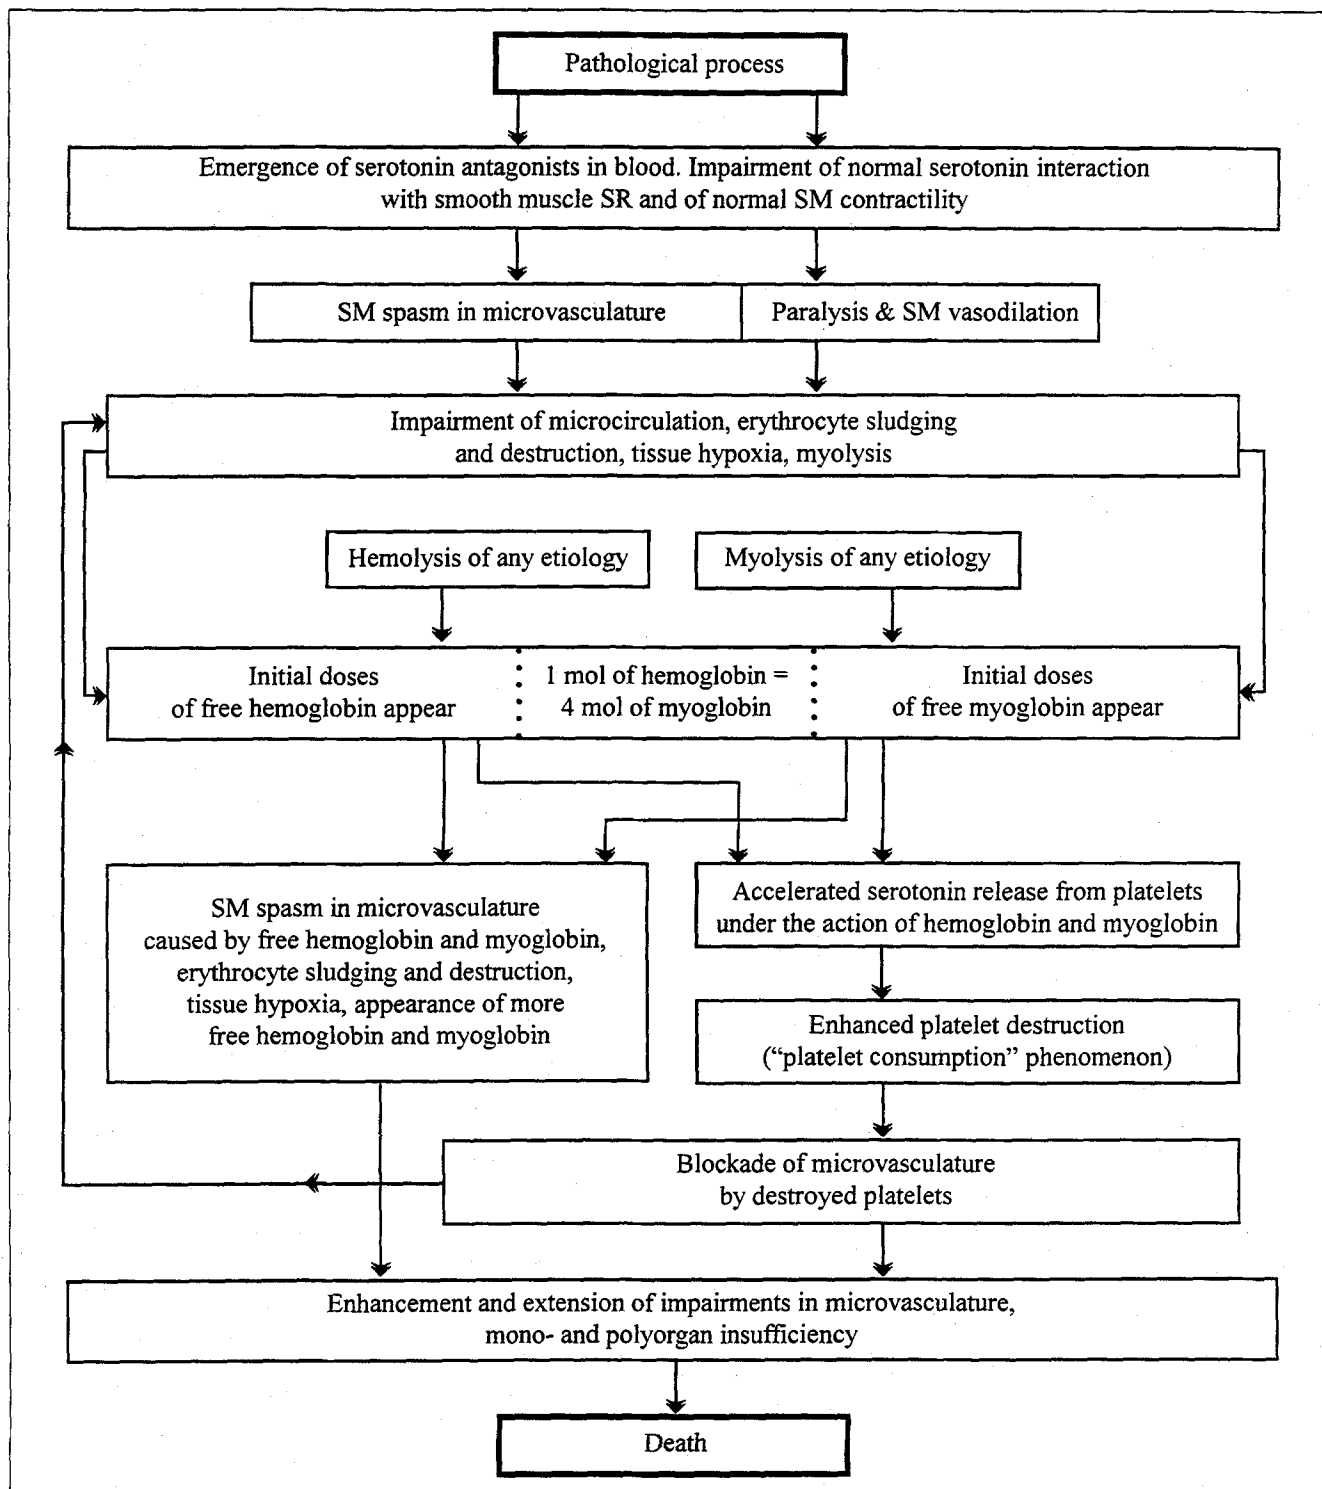 Pathological process
Emergence of serotonin antagonists in blood. Impairment of normal serotonin interaction
with smooth muscle SR and of normal SM contractility
SM spasm in microvasculature
Paralysis & SM vasodilation
Impairment of microcirculation, erythrocyte sludging
and destruction, tissue hypoxia, myolysis
Hemolysis of any etiology
Myolysis of any etiology
Initial doses
of free hemoglobin appear
1 mol of hemoglobin =
4 mol of myoglobin
Initial doses
of free myoglobin appear
SM spasm in microvasculature
caused by free hemoglobin and myoglobin,
erythrocyte sludging and destruction,
tissue hypoxia, appearance of more
free hemoglobin and myoglobin
Accelerated serotonin release from platelets
under the action of hemoglobin and myoglobin
Enhanced platelet destruction
(“platelet consumption” phenomenon)
Blockade of microvasculature
by destroyed platelets
Enhancement and extension of impairments in microvasculature,
mono- and polyorgan insufficiency
Death